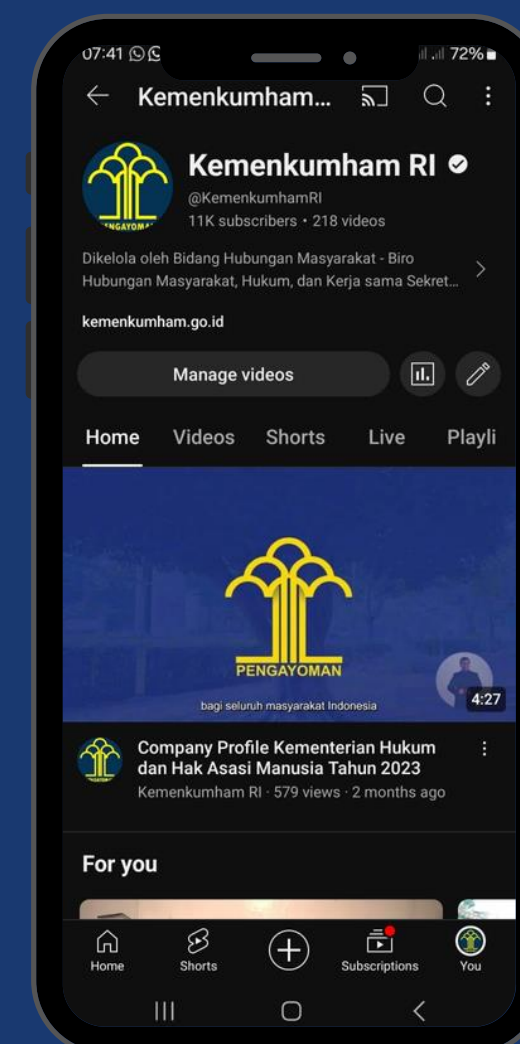 07:41
72%
Kemenkumham...
Kemenkumham RI
@KemenkumhamRI
11K subscribers • 218 videos
Dikelola oleh Bidang Hubungan Masyarakat - Biro
Hubungan Masyarakat, Hukum, dan Kerja sama Sekret...
kemenkumham.go.id
Manage videos
Home Videos Shorts Live Playli
PENGAYOMAN
bagi seluruh masyarakat Indonesia
4:27
Company Profile Kementerian Hukum
dan Hak Asasi Manusia Tahun 2023
Kemenkumham RI · 579 views · 2 months ago
For you
Home Shorts Subscriptions You